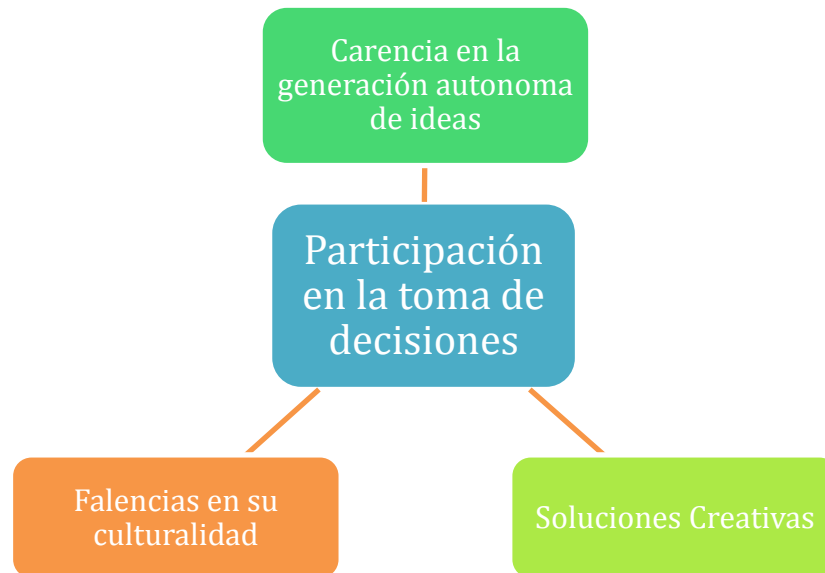 Carencia en la
generación autonoma
de ideas
Participación
en la toma de
decisiones
Falencias en su
culturalidad
Soluciones Creativas